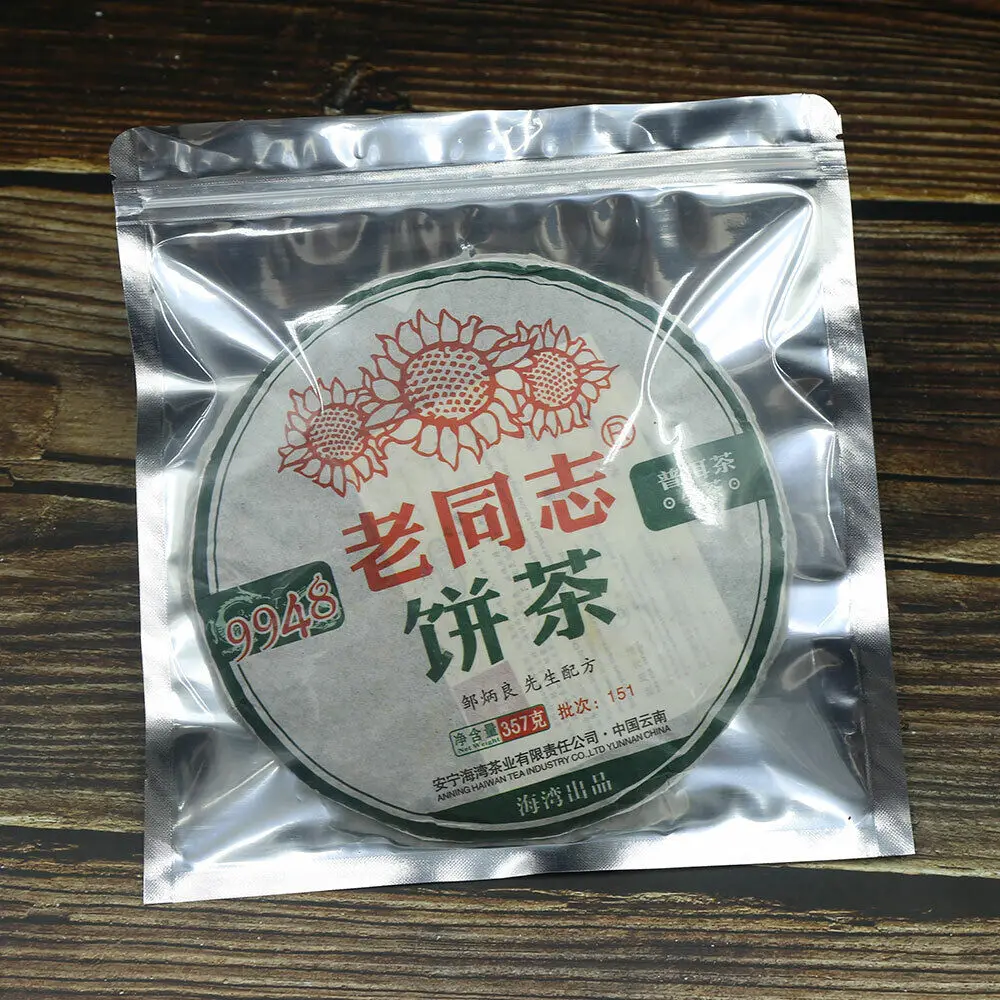 ®
老同志
饼茶
普洱茶
9948
邹炳良 先生配方
净含量 357克 批次：151
Net Weight
安宁海湾茶业有限责任公司·中国云南
ANNING HAIWAN TEA INDUSTRY CO.,LTD YUNNAN CHINA
海湾出品